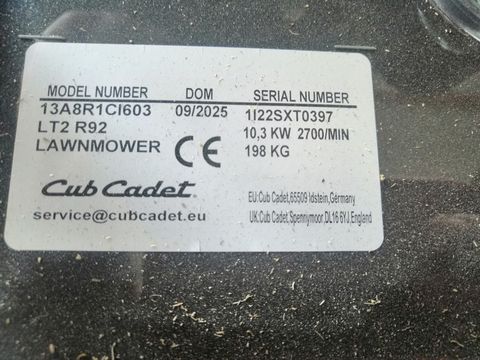 MODEL NUMBER DOM SERIAL NUMBER
13A8R1CI603 09/2025 1I22SXT0397
LT2 R92 10,3 KW 2700/MIN
LAWNMOWER CE 198 KG
Cub Cadet
EU: Cub Cadet, 65509 Idstein, Germany
service@cubcadet.eu
UK: Cub Cadet, Spennymoor, DL16 6YJ, England